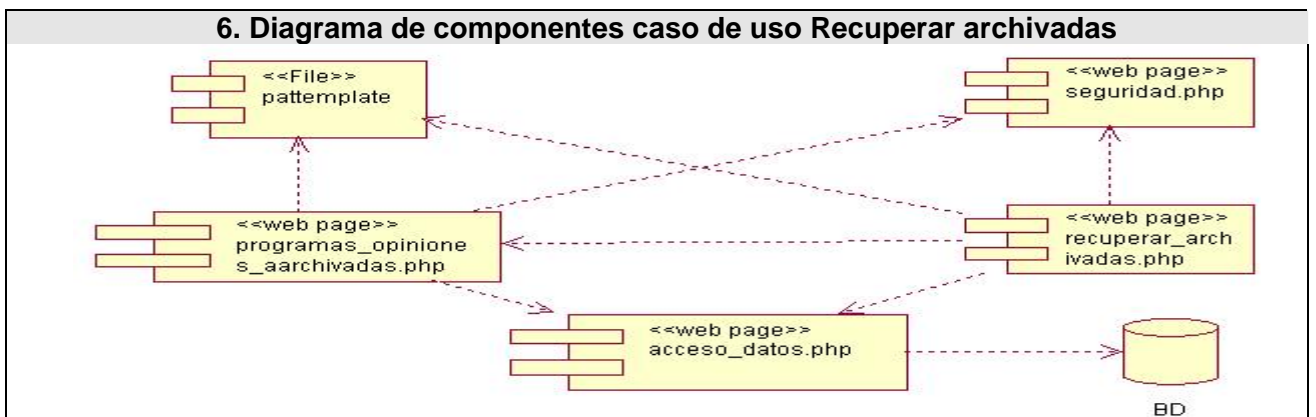 6. Diagrama de componentes caso de uso Recuperar archivadas
<<File>>
pattemplate
<<web page>>
seguridad.php
<<web page>>
programas_opinione
s_aarchivadas.php
<<web page>>
recuperar_arch
ivadas.php
<<web page>>
acceso_datos.php
BD